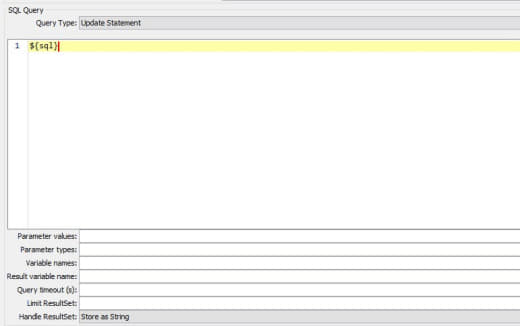 SQL Query
Query Type: Update Statement
1 ${sql}
Parameter values:
Parameter types:
Variable names:
Result variable name:
Query timeout (s):
Limit ResultSet:
Handle ResultSet: Store as String